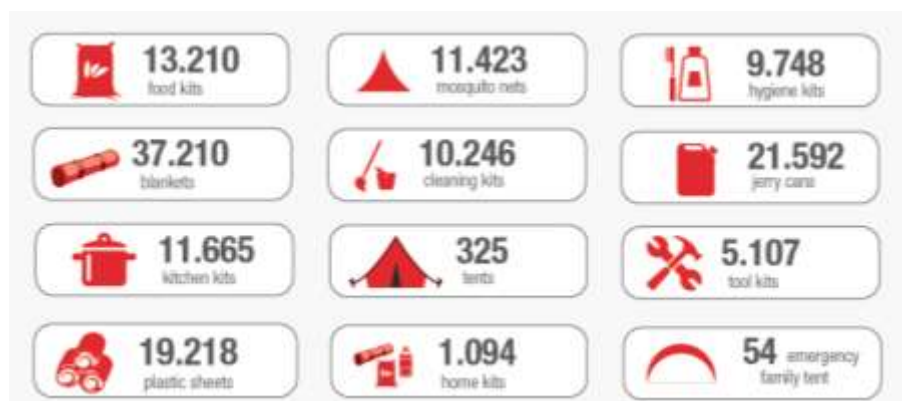 13.210
food kits
11.423
mosquito nets
9.748
hygiene kits
37.210
blankets
10.246
cleaning kits
21.592
jerry cans
11.665
kitchen kits
325
tents
5.107
tool kits
19.218
plastic sheets
1.094
home kits
54 emergency
family tent